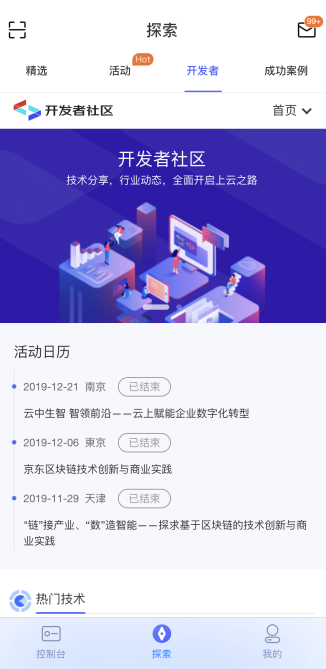 探索
99+
精选
活动
Hot
开发者
成功案例
开发者社区
首页
开发者社区
技术分享，行业动态，全面开启上云之路
活动日历
2019-12-21 南京 已结束
云中生智 智领前沿——云上赋能企业数字化转型
2019-12-06 東京 已结束
京东区块链技术创新与商业实践
2019-11-29 天津 已结束
“链”接产业、“数”造智能——探求基于区块链的技术创新与商
业实践
热门技术
控制台
探索
我的